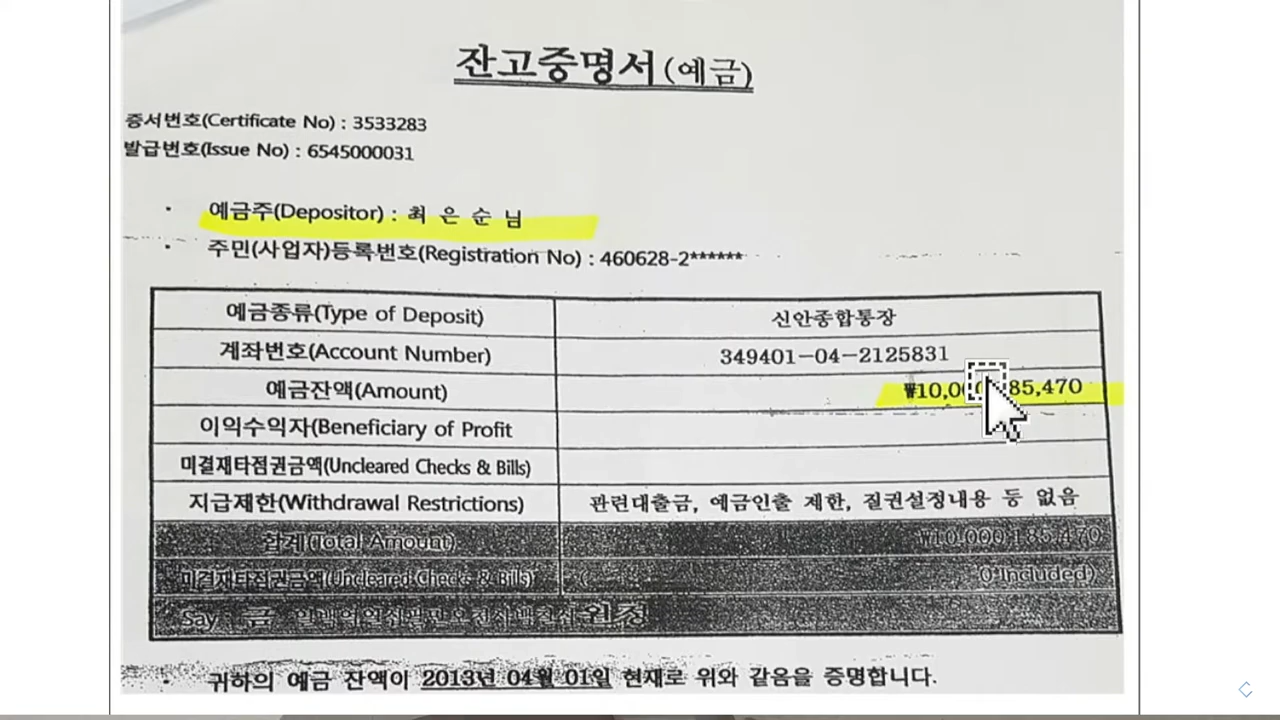 잔고증명서(예금)
증서번호(Certificate No) : 3533283
발급번호(Issue No) : 6545000031
· 예금주(Depositor) : 최 은 순 님
· 주민(사업자)등록번호(Registration No) : 460628-2******
예금종류(Type of Deposit) 신안종합통장
계좌번호(Account Number) 349401-04-2125831
예금잔액(Amount) ₩10,00 85,470
이익수익자(Beneficiary of Profit
미결재타점권금액(Uncleared Checks & Bills)
지급제한(Withdrawal Restrictions) 관련대출금, 예금인출 제한, 질권설정내용 등 없음
합계(Total Amount) ₩10,000,185,470
미결재타점권금액(Uncleared Checks & Bills) ( 0 Included)
Say 금 원정
· 귀하의 예금 잔액이 2013년 04월 01일 현재로 위와 같음을 증명합니다.